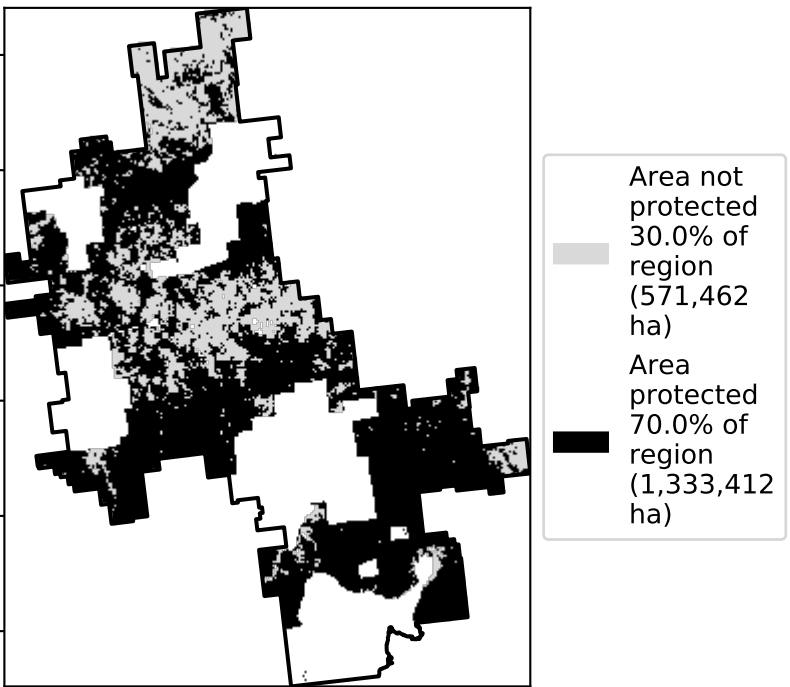 Area not
protected
30.0% of
region
(571,462
ha)
Area
protected
70.0% of
region
(1,333,412
ha)